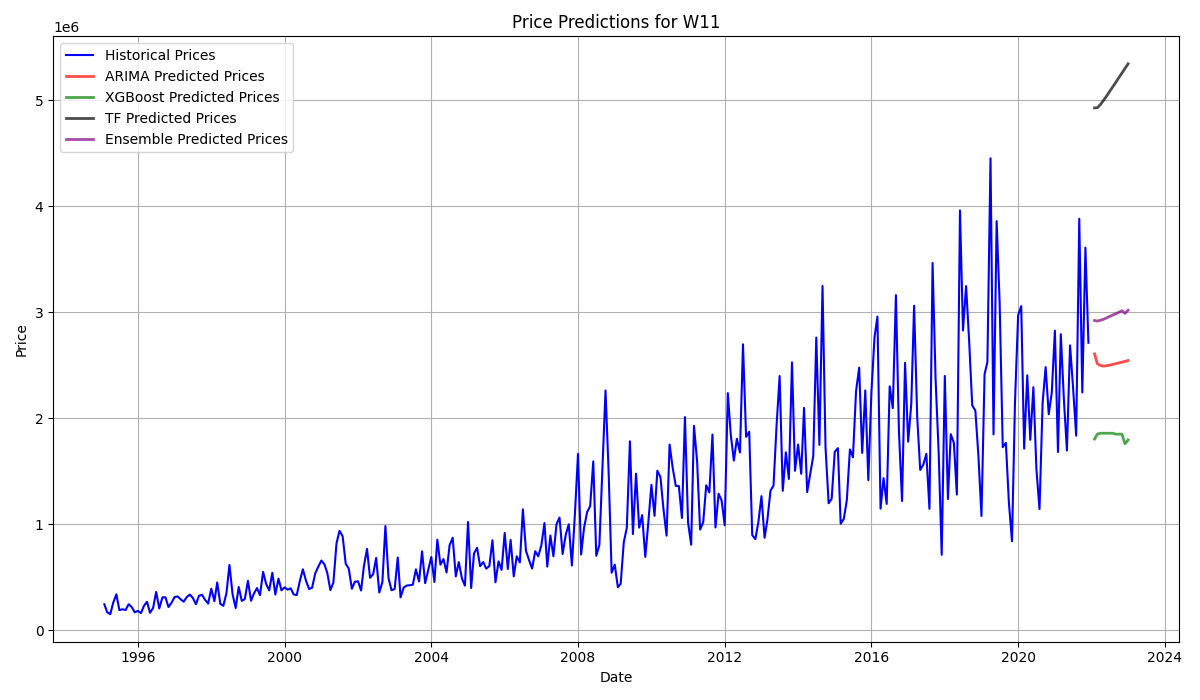 Price Predictions for W11
1e6
Historical Prices
ARIMA Predicted Prices
XGBoost Predicted Prices
TF Predicted Prices
Ensemble Predicted Prices
5
4
3
2
1
0
Price
1996 2000 2004 2008 2012 2016 2020 2024
Date